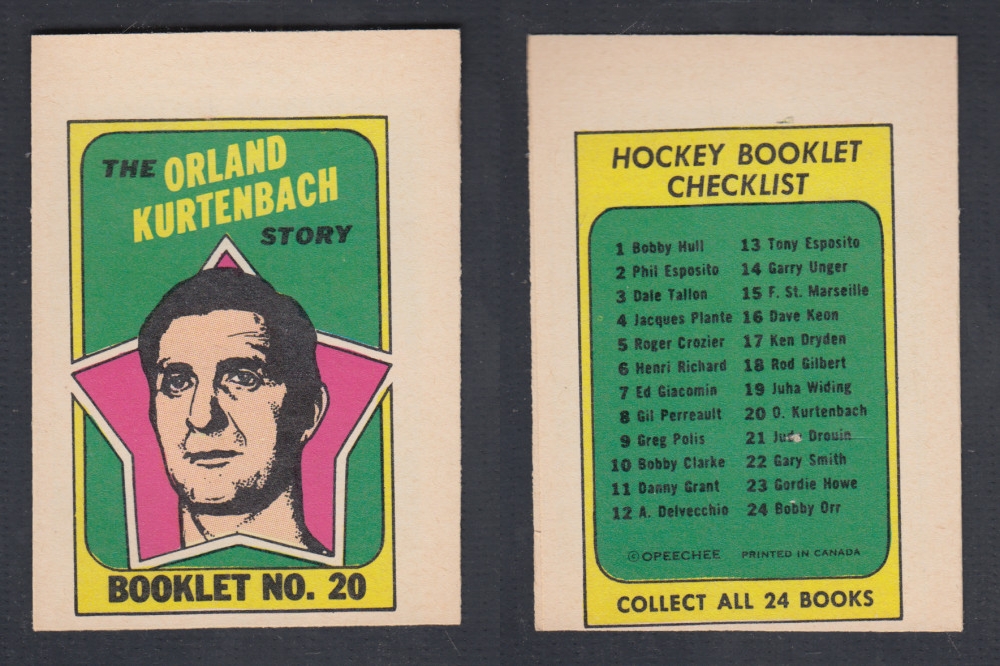 THE ORLAND
KURTENBACH
STORY
BOOKLET NO. 20
HOCKEY BOOKLET
CHECKLIST
1 Bobby Hull
2 Phil Esposito
3 Dale Tallon
4 Jacques Plante
5 Roger Crozier
6 Henri Richard
7 Ed Giacomin
8 Gil Perreault
9 Greg Polis
10 Bobby Clarke
11 Danny Grant
12 A. Delvecchio
13 Tony Esposito
14 Garry Unger
15 F. St. Marseille
16 Dave Keon
17 Ken Dryden
18 Rod Gilbert
19 Juha Widing
20 O. Kurtenbach
21 Jude Drouin
22 Gary Smith
23 Gordie Howe
24 Bobby Orr
© OPEECHEE PRINTED IN CANADA
COLLECT ALL 24 BOOKS